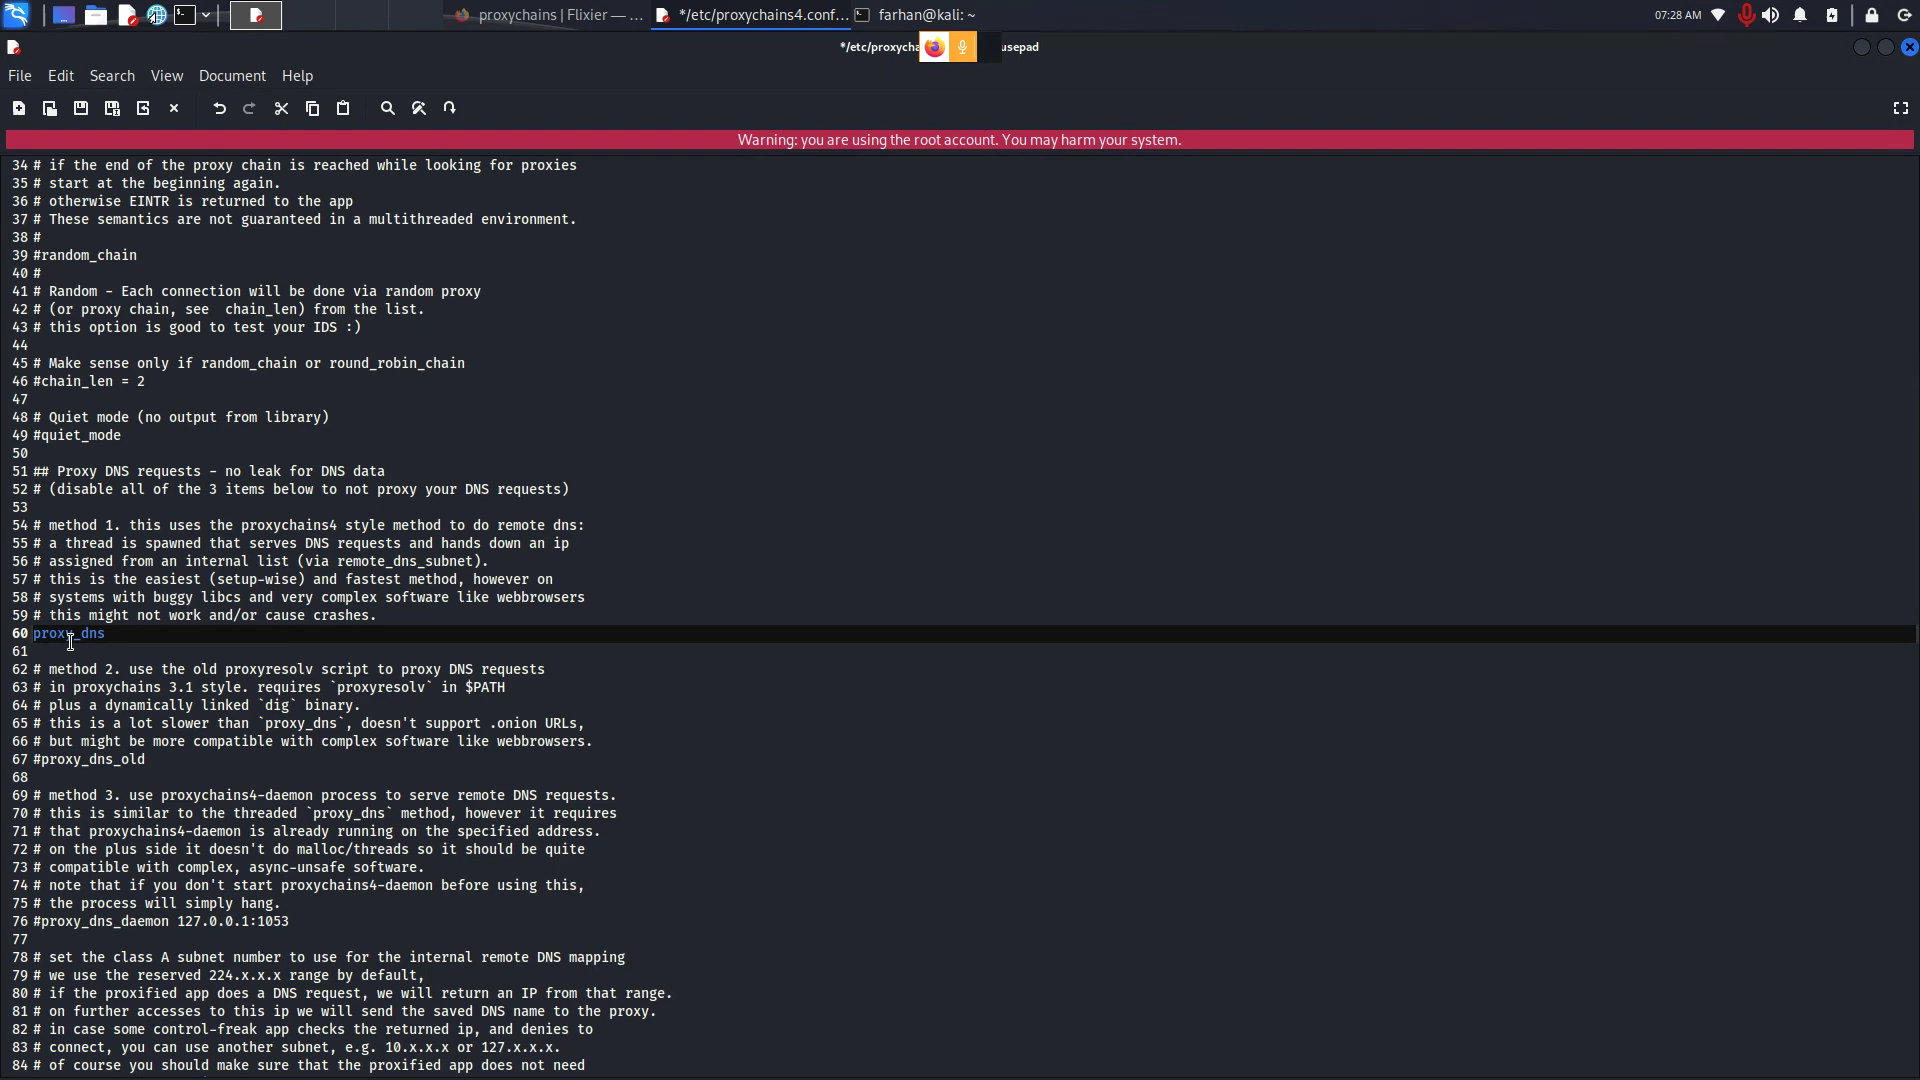 proxychains | Flixier — ...
*/etc/proxychains4.conf...
farhan@kali: ~
07:28 AM
*/etc/proxycha
usepad
File Edit Search View Document Help
Warning: you are using the root account. You may harm your system.
34 # if the end of the proxy chain is reached while looking for proxies
35 # start at the beginning again.
36 # otherwise EINTR is returned to the app
37 # These semantics are not guaranteed in a multithreaded environment.
38 #
39 #random_chain
40 #
41 # Random - Each connection will be done via random proxy
42 # (or proxy chain, see  chain_len) from the list.
43 # this option is good to test your IDS :)
44
45 # Make sense only if random_chain or round_robin_chain
46 #chain_len = 2
47
48 # Quiet mode (no output from library)
49 #quiet_mode
50
51 ## Proxy DNS requests - no leak for DNS data
52 # (disable all of the 3 items below to not proxy your DNS requests)
53
54 # method 1. this uses the proxychains4 style method to do remote dns:
55 # a thread is spawned that serves DNS requests and hands down an ip
56 # assigned from an internal list (via remote_dns_subnet).
57 # this is the easiest (setup-wise) and fastest method, however on
58 # systems with buggy libcs and very complex software like webbrowsers
59 # this might not work and/or cause crashes.
60 proxy_dns
61
62 # method 2. use the old proxyresolv script to proxy DNS requests
63 # in proxychains 3.1 style. requires `proxyresolv` in $PATH
64 # plus a dynamically linked `dig` binary.
65 # this is a lot slower than `proxy_dns`, doesn't support .onion URLs,
66 # but might be more compatible with complex software like webbrowsers.
67 #proxy_dns_old
68
69 # method 3. use proxychains4-daemon process to serve remote DNS requests.
70 # this is similar to the threaded `proxy_dns` method, however it requires
71 # that proxychains4-daemon is already running on the specified address.
72 # on the plus side it doesn't do malloc/threads so it should be quite
73 # compatible with complex, async-unsafe software.
74 # note that if you don't start proxychains4-daemon before using this,
75 # the process will simply hang.
76 #proxy_dns_daemon 127.0.0.1:1053
77
78 # set the class A subnet number to use for the internal remote DNS mapping
79 # we use the reserved 224.x.x.x range by default,
80 # if the proxified app does a DNS request, we will return an IP from that range.
81 # on further accesses to this ip we will send the saved DNS name to the proxy.
82 # in case some control-freak app checks the returned ip, and denies to
83 # connect, you can use another subnet, e.g. 10.x.x.x or 127.x.x.x.
84 # of course you should make sure that the proxified app does not need